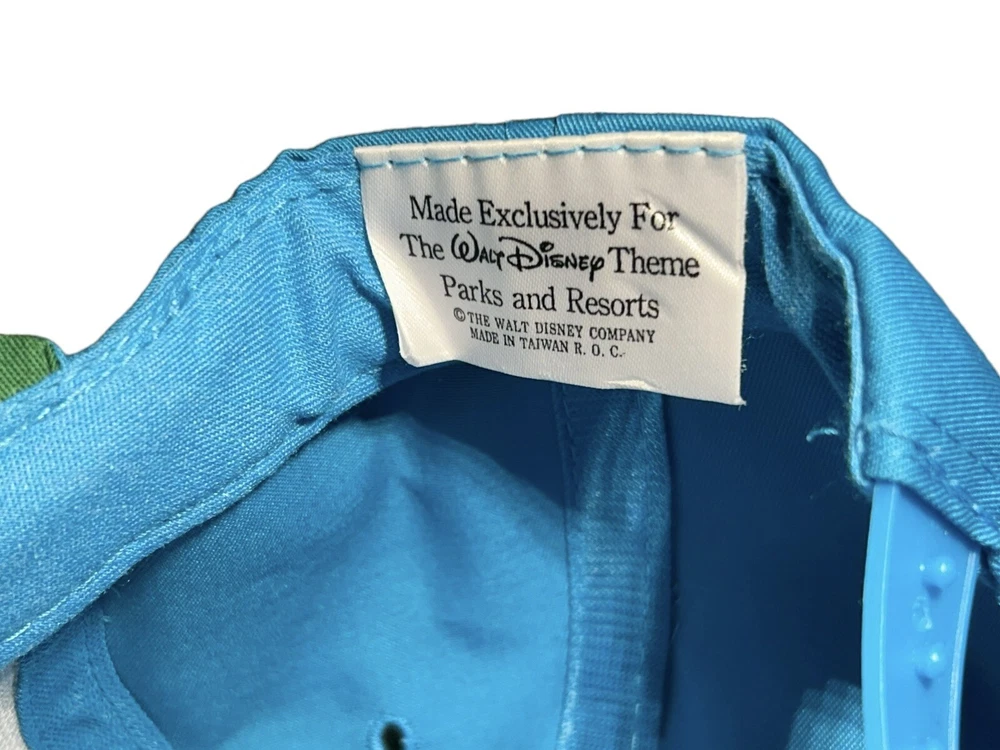 Made Exclusively For
The Walt Disney Theme
Parks and Resorts
© THE WALT DISNEY COMPANY
MADE IN TAIWAN R. O. C.